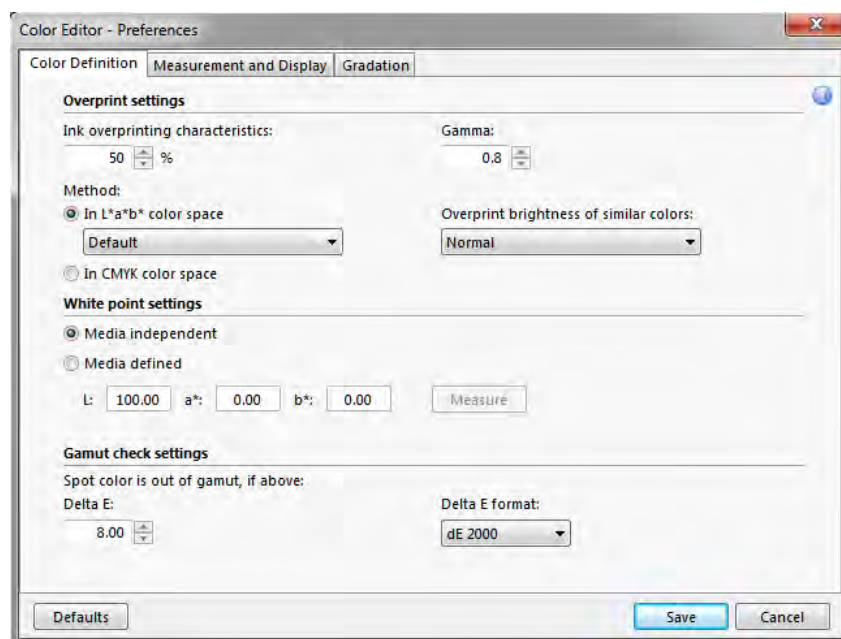 Color Editor - Preferences
Color Definition Measurement and Display Gradation
Overprint settings
Ink overprinting characteristics: Gamma:
50 % 0.8
Method:
In L*a*b* color space Overprint brightness of similar colors:
Default Normal
In CMYK color space
White point settings
Media independent
Media defined
L: 100.00 a*: 0.00 b*: 0.00 Measure
Gamut check settings
Spot color is out of gamut, if above:
Delta E: Delta E format:
8.00 dE 2000
Defaults Save Cancel